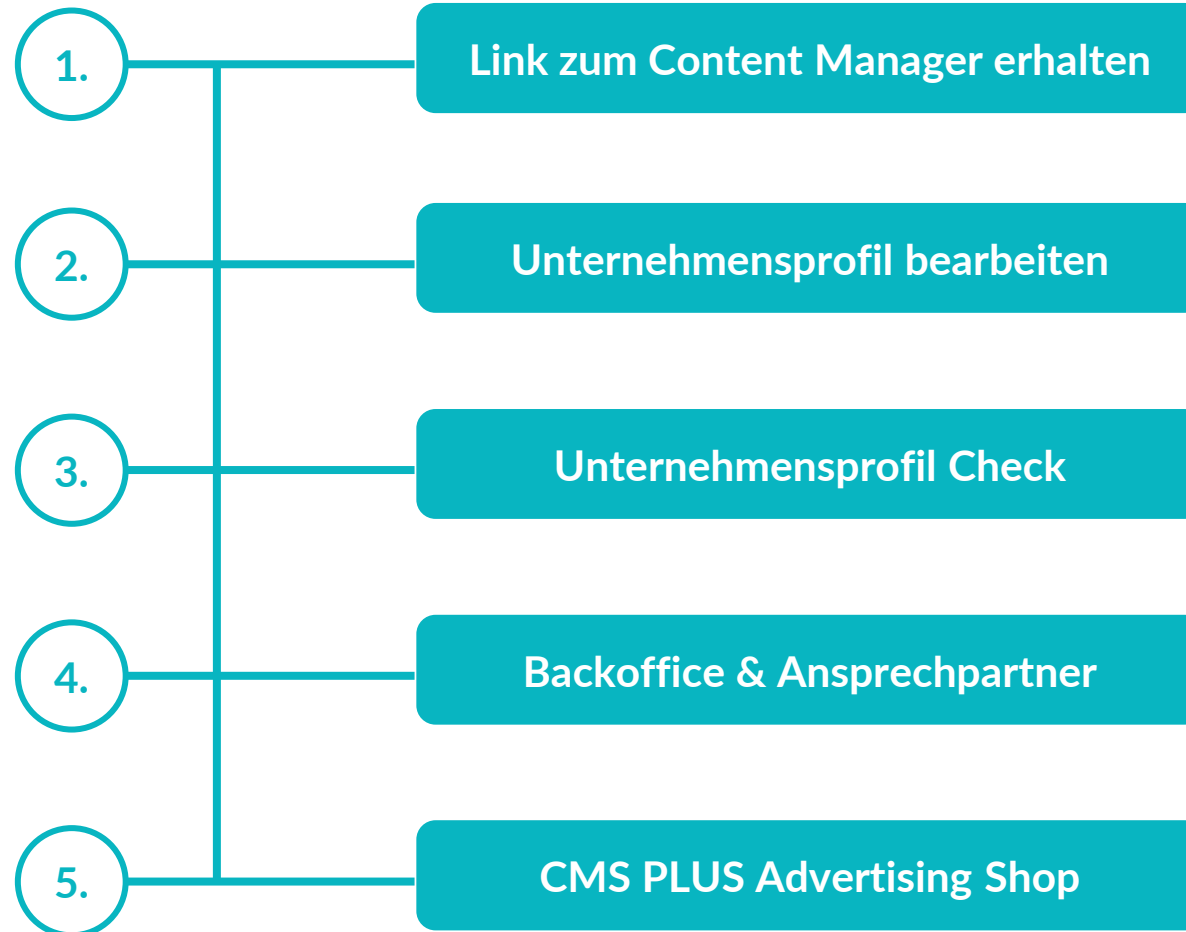 1. Link zum Content Manager erhalten
2. Unternehmensprofil bearbeiten
3. Unternehmensprofil Check
4. Backoffice & Ansprechpartner
5. CMS PLUS Advertising Shop